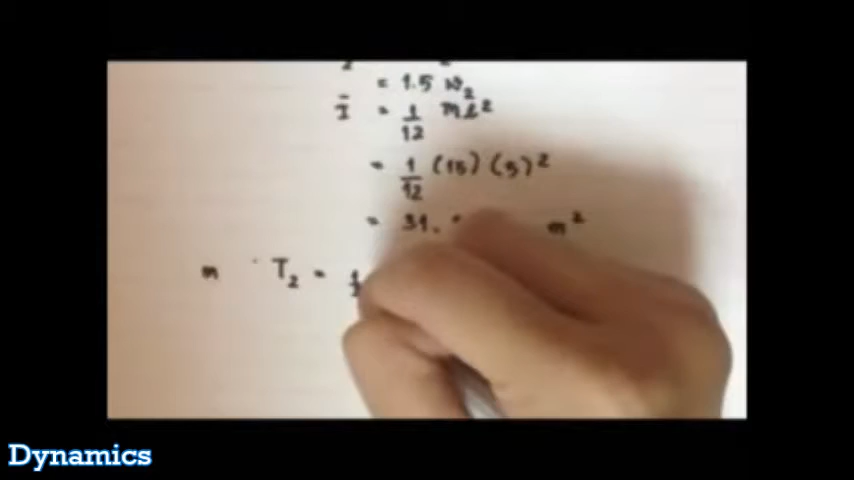 = 1.5 ω₂
Ī = 1/12 ml²
= 1/12 (15) (5)²
= 31. m²
T₂ =
Dynamics